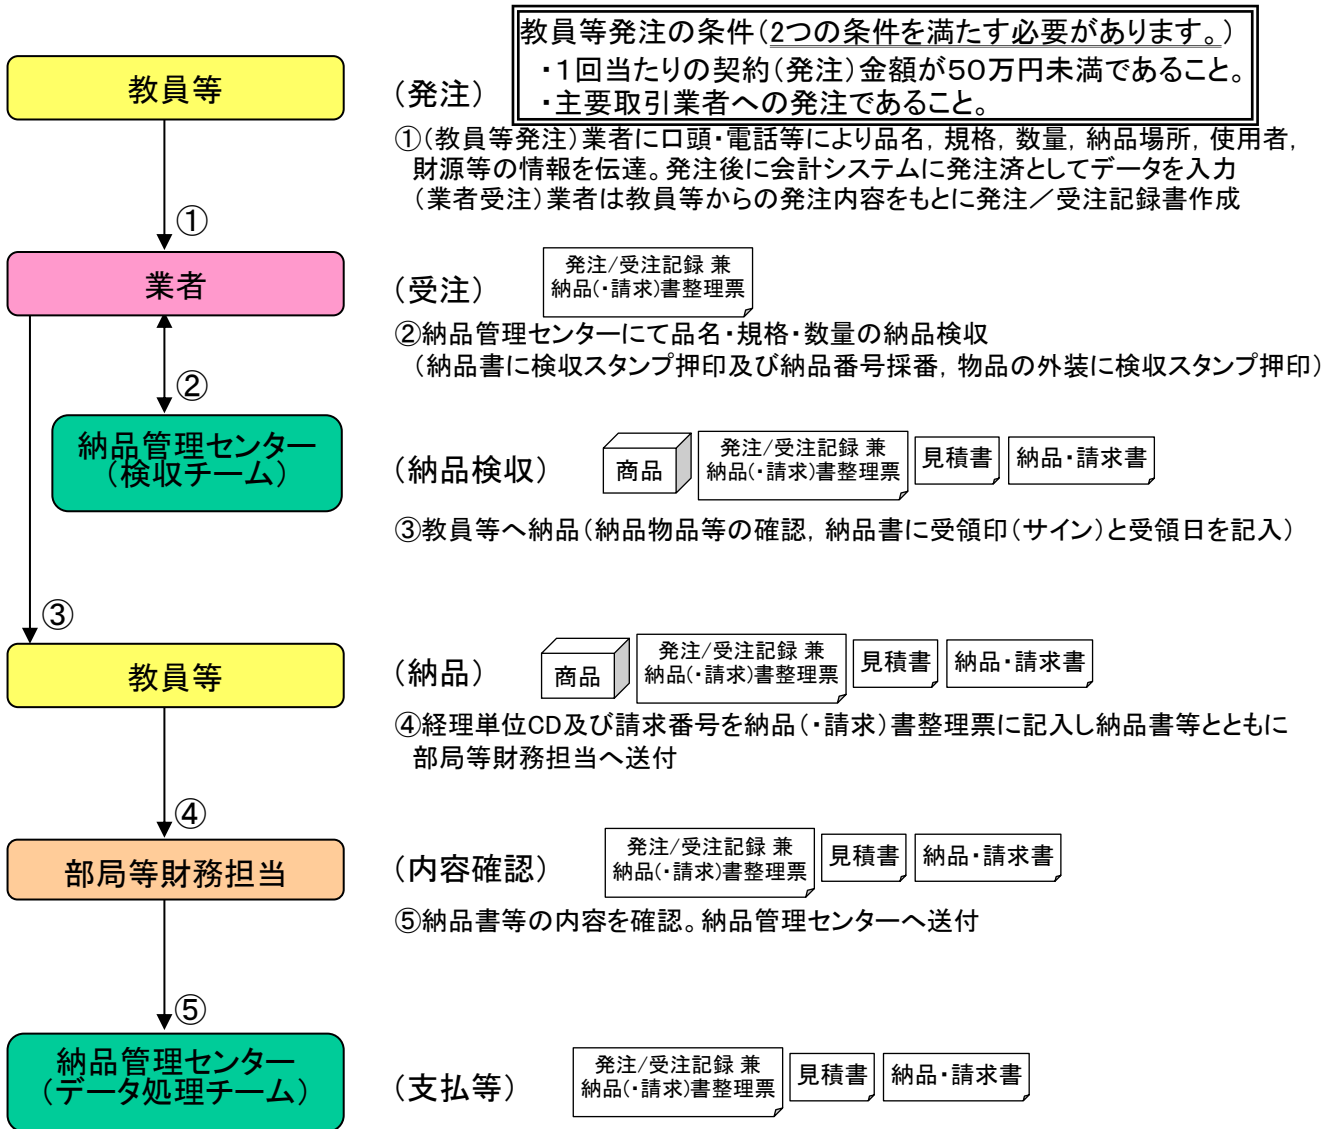 教員等発注の条件(2つの条件を満たす必要があります。)
・1回当たりの契約(発注)金額が50万円未満であること。
・主要取引業者への発注であること。
教員等
(発注)
①(教員等発注)業者に口頭・電話等により品名, 規格, 数量, 納品場所, 使用者,
財源等の情報を伝達。発注後に会計システムに発注済としてデータを入力
(業者受注)業者は教員等からの発注内容をもとに発注/受注記録書作成
①
業者
(受注)
発注/受注記録 兼
納品(・請求)書整理票
②納品管理センターにて品名・規格・数量の納品検収
(納品書に検収スタンプ押印及び納品番号採番, 物品の外装に検収スタンプ押印)
②
納品管理センター
(検収チーム)
(納品検収)
商品
発注/受注記録 兼
納品(・請求)書整理票
見積書
納品・請求書
③教員等へ納品(納品物品等の確認, 納品書に受領印(サイン)と受領日を記入)
③
教員等
(納品)
商品
発注/受注記録 兼
納品(・請求)書整理票
見積書
納品・請求書
④経理単位CD及び請求番号を納品(・請求)書整理票に記入し納品書等とともに
部局等財務担当へ送付
④
部局等財務担当
(内容確認)
発注/受注記録 兼
納品(・請求)書整理票
見積書
納品・請求書
⑤納品書等の内容を確認。納品管理センターへ送付
⑤
納品管理センター
(データ処理チーム)
(支払等)
発注/受注記録 兼
納品(・請求)書整理票
見積書
納品・請求書